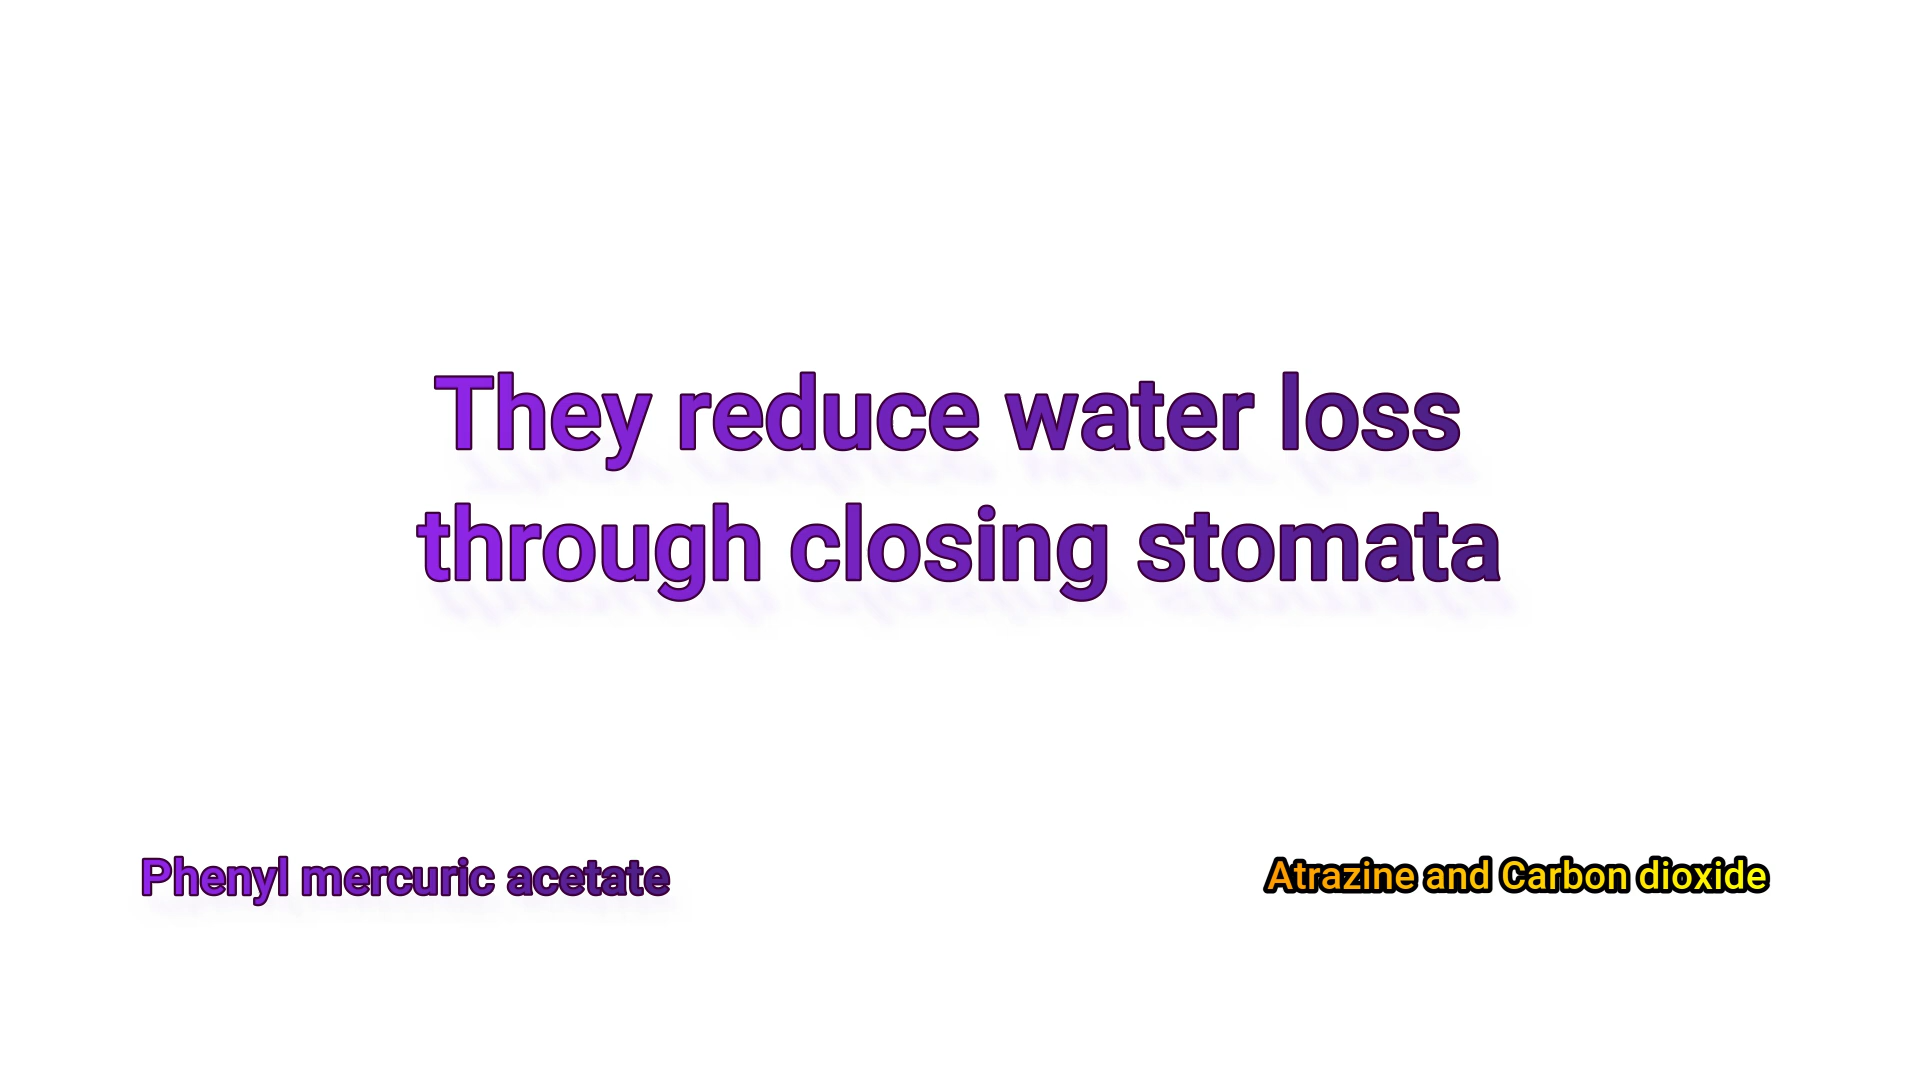 They reduce water loss
through closing stomata
Phenyl mercuric acetate
Atrazine and Carbon dioxide